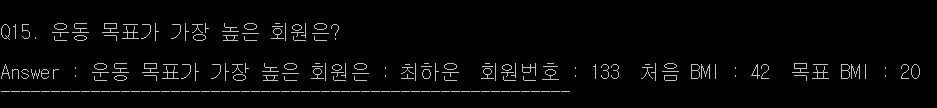 Q15. 운동 목표가 가장 높은 회원은?
Answer : 운동 목표가 가장 높은 회원은 : 최하운 회원번호 : 133 처음 BMI : 42 목표 BMI : 20
---------------------------------------------------------